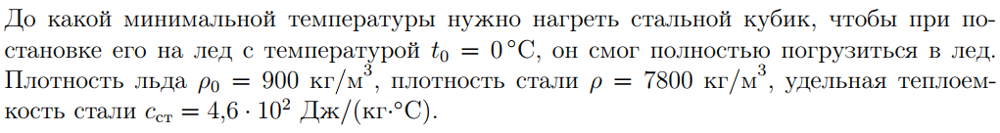 До какой минимальной температуры нужно нагреть стальной кубик, чтобы при по-
становке его на лед с температурой t₀ = 0 °C, он смог полностью погрузиться в лед.
Плотность льда ρ₀ = 900 кг/м³, плотность стали ρ = 7800 кг/м³, удельная теплоем-
кость стали cст = 4,6 · 10² Дж/(кг·°C).